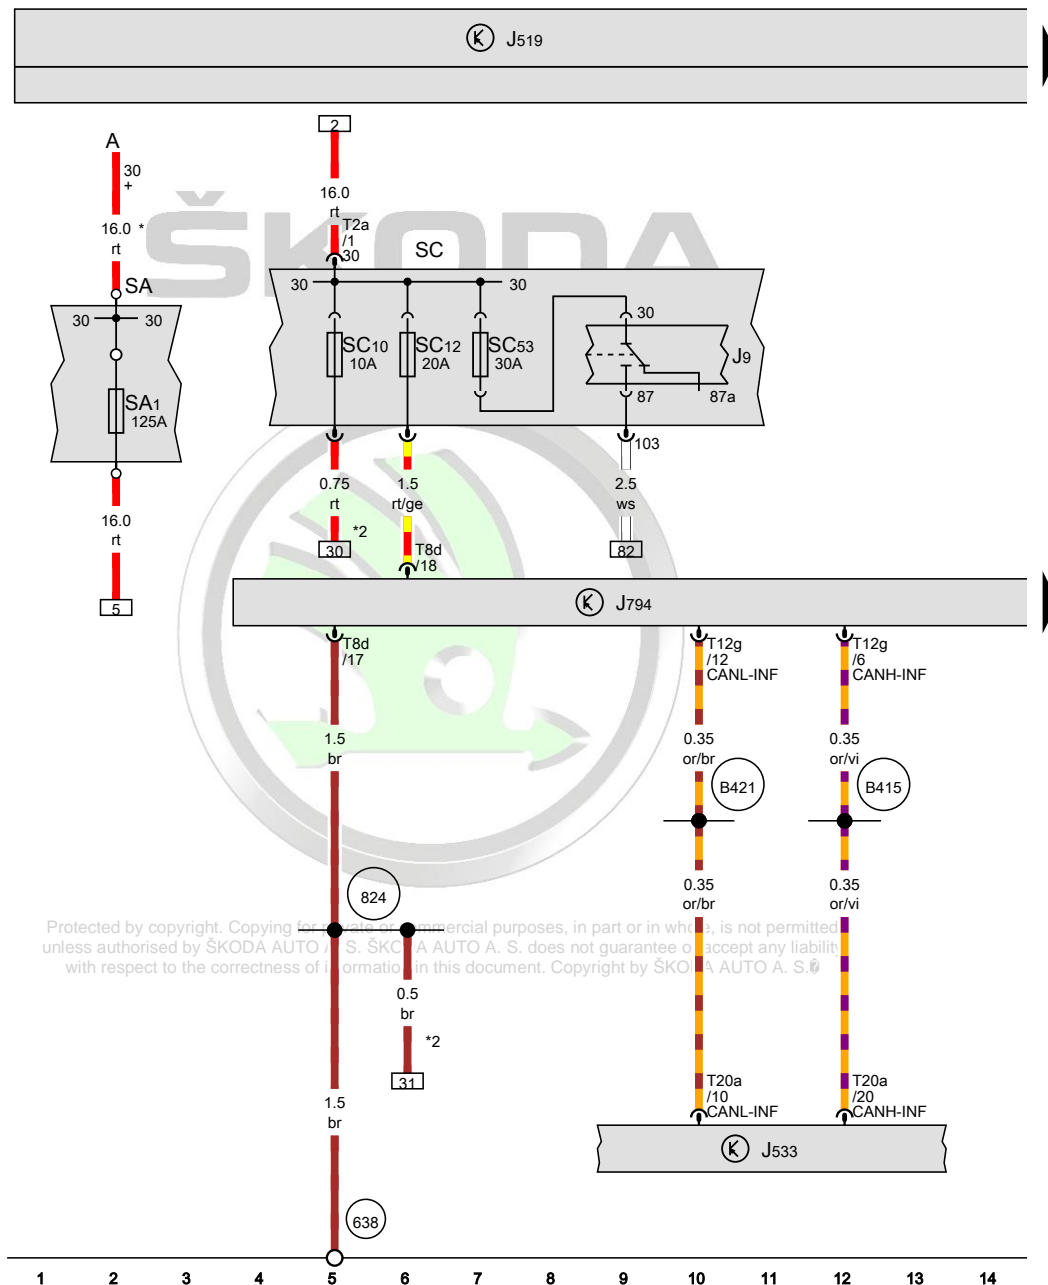 J519
2
A
30
+
16.0
rt
T2a
/1
30
16.0 *
rt
ŠKODA
SC
SA
30
30
30
30
30
SC10
10A
SC12
20A
SC53
30A
J9
SA1
125A
87
87a
103
0.75
rt
1.5
rt/ge
2.5
ws
16.0
rt
*2
30
T8d
/18
82
5
J794
T8d
/17
T12g
/12
CANL-INF
T12g
/6
CANH-INF
1.5
br
0.35
or/br
0.35
or/vi
B421
B415
824
0.35
or/br
0.35
or/vi
Protected by copyright. Copying for private or commercial purposes, in part or in whole, is not permitted
unless authorised by ŠKODA AUTO A. S. ŠKODA AUTO A. S. does not guarantee or accept any liability
with respect to the correctness of information in this document. Copyright by ŠKODA AUTO A. S.
0.5
br
*2
31
T20a
/10
CANL-INF
T20a
/20
CANH-INF
1.5
br
J533
638
1 2 3 4 5 6 7 8 9 10 11 12 13 14